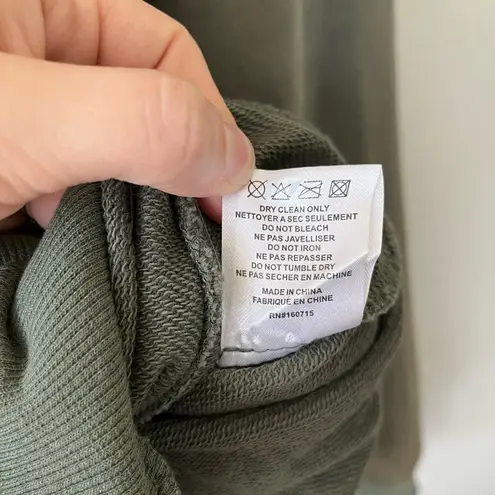 DRY CLEAN ONLY
NETTOYER A SEC SEULEMENT
DO NOT BLEACH
NE PAS JAVELLISER
DO NOT IRON
NE PAS REPASSER
DO NOT TUMBLE DRY
NE PAS SECHER EN MACHINE
MADE IN CHINA
FABRIQUÉ EN CHINE
RN#160715